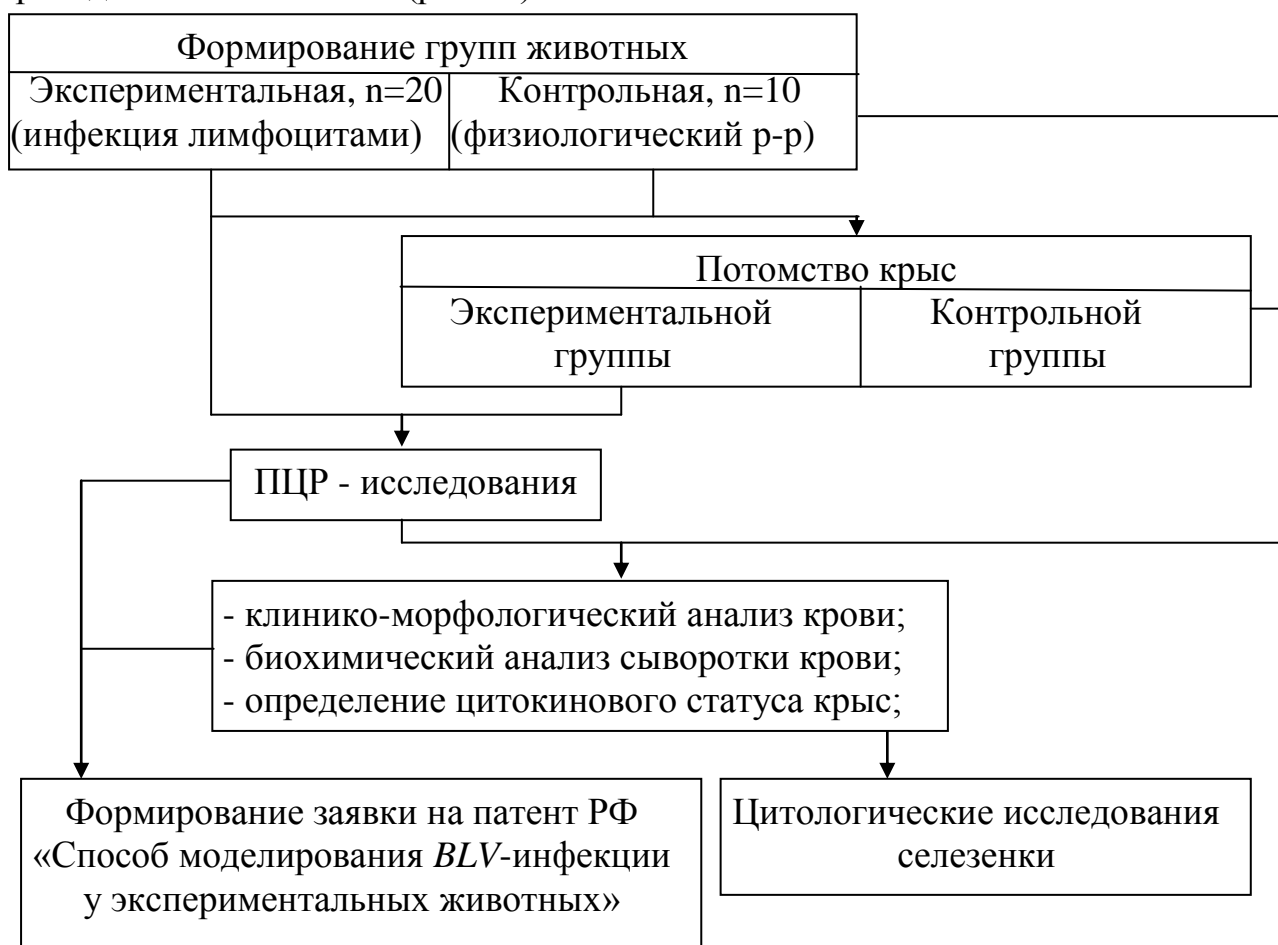 Формирование групп животных
Экспериментальная, n=20
(инфекция лимфоцитами)
Контрольная, n=10
(физиологический р-р)
Потомство крыс
Экспериментальной
группы
Контрольной
группы
ПЦР - исследования
- клинико-морфологический анализ крови;
- биохимический анализ сыворотки крови;
- определение цитокинового статуса крыс;
Формирование заявки на патент РФ
«Способ моделирования BLV-инфекции
у экспериментальных животных»
Цитологические исследования
селезенки